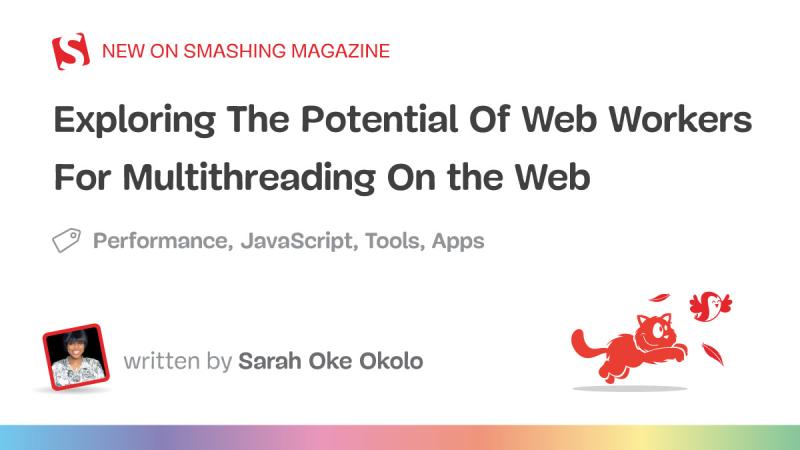 NEW ON SMASHING MAGAZINE
Exploring The Potential Of Web Workers
For Multithreading On the Web
Performance, JavaScript, Tools, Apps
written by Sarah Oke Okolo